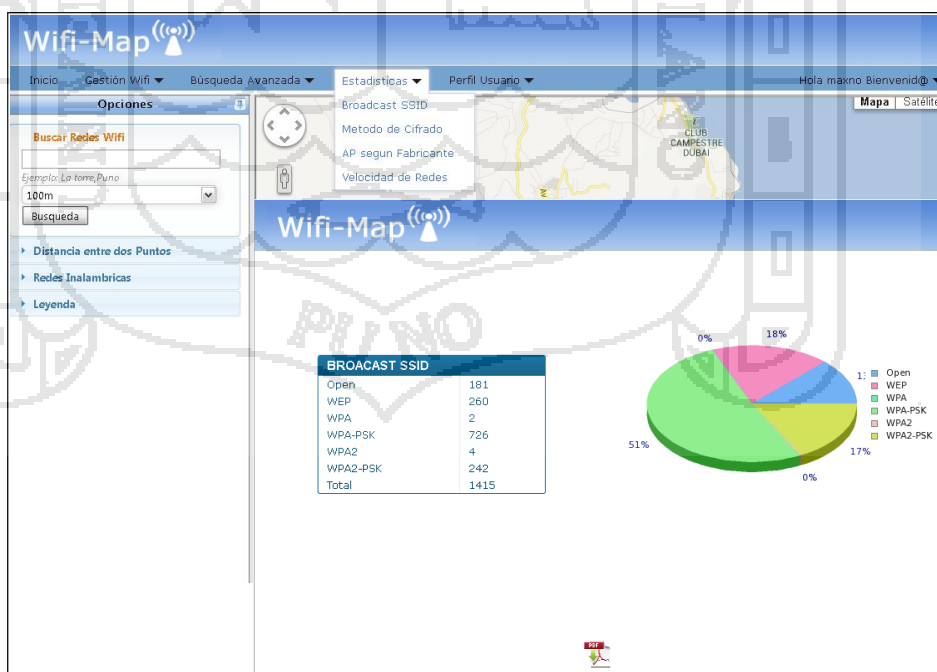 Wifi-Map
Inicio Gestión Wifi Búsqueda Avanzada Estadisticas Perfil Usuario Hola maxno Bienvenid@
Opciones
Buscar Redes Wifi
Ejemplo: La torre,Puno
100m
Busqueda
Distancia entre dos Puntos
Redes Inalambricas
Leyenda
Broadcast SSID
Metodo de Cifrado
AP segun Fabricante
Velocidad de Redes
Mapa Satélite
CLUB
CAMPESTRE
DUBAI
Wifi-Map
BROACAST SSID
Open 181
WEP 260
WPA 2
WPA-PSK 726
WPA2 4
WPA2-PSK 242
Total 1415
0%
18%
51%
17%
0%
Open
WEP
WPA
WPA-PSK
WPA2
WPA2-PSK
PDF
PUNO